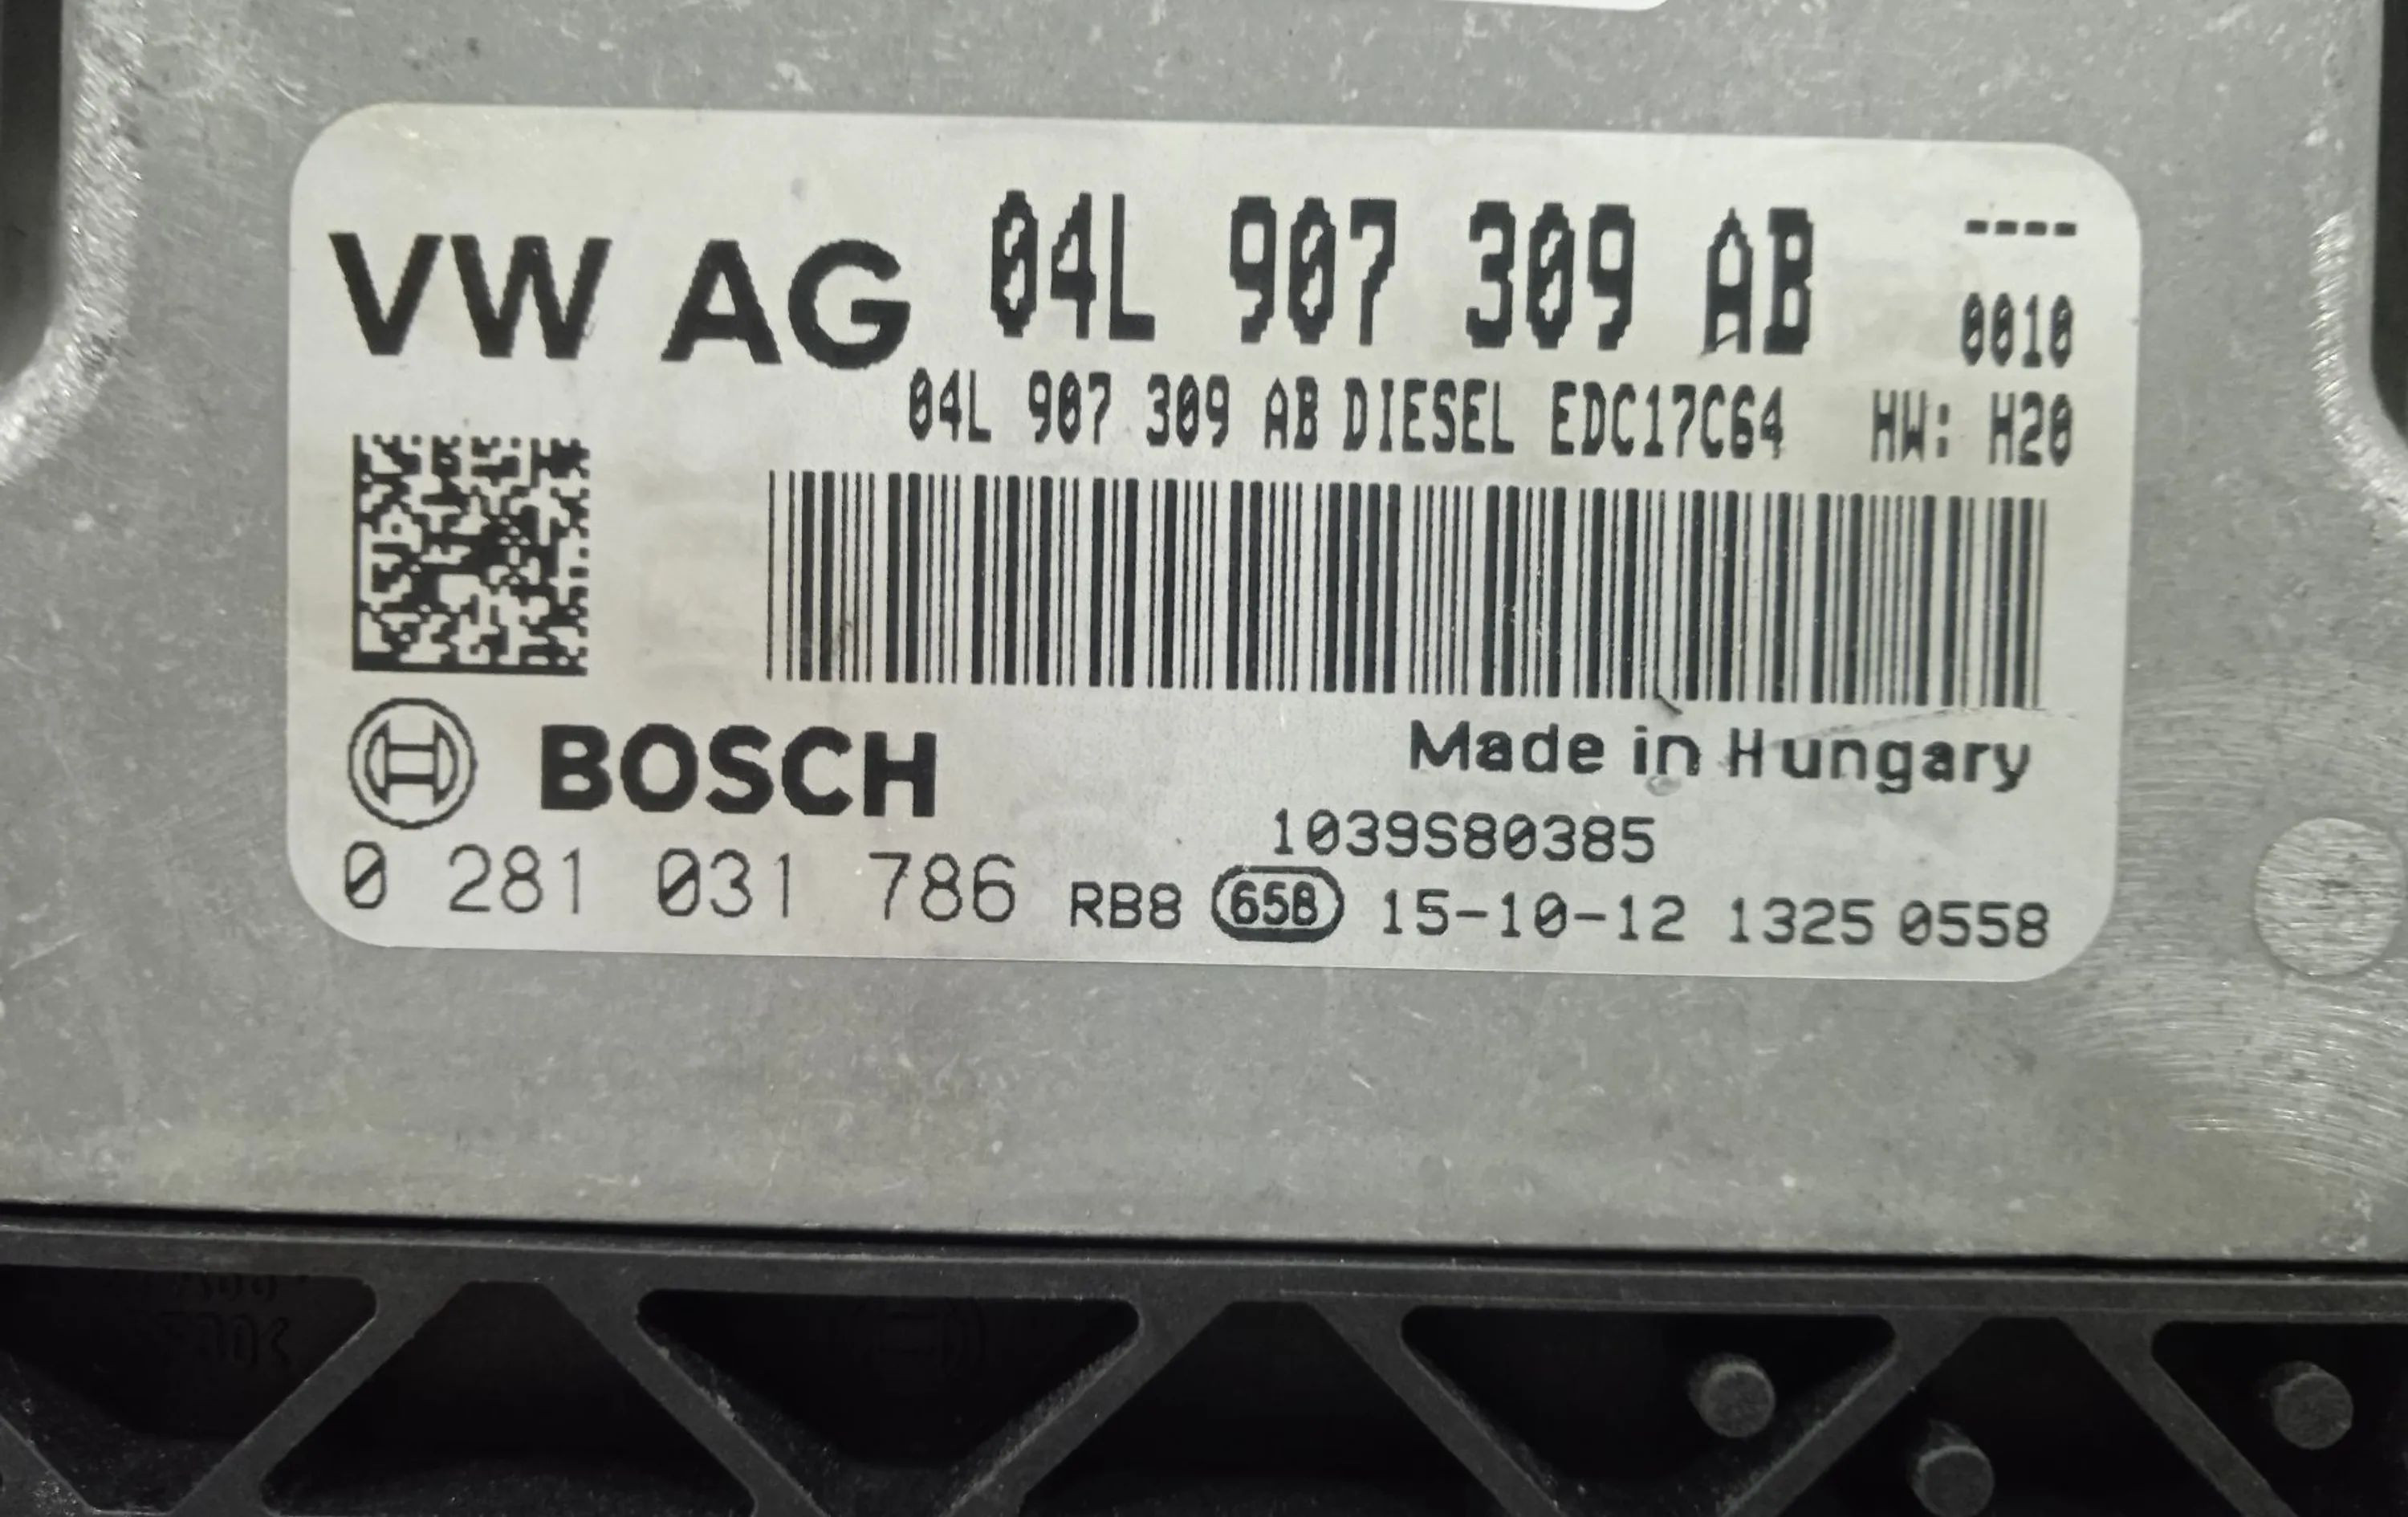 VW AG 04L 907 309 AB ----
0010
04L 907 309 AB DIESEL EDC17C64 HW: H20
BOSCH Made in Hungary
1039S80385
0 281 031 786 RB8 65B 15-10-12 1325 0558